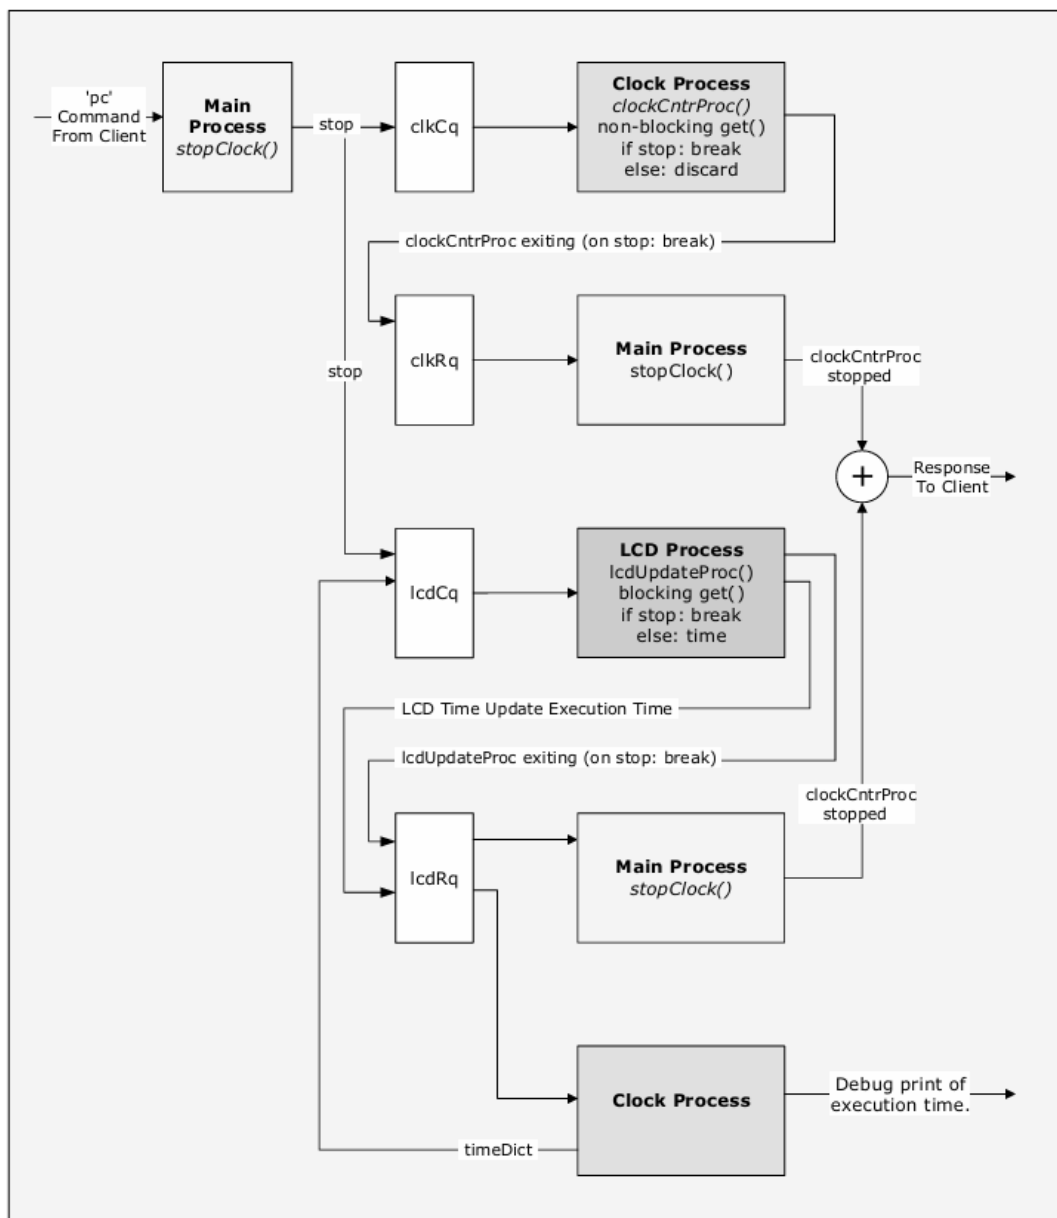 'pc'
Command
From Client
Main
Process
stopClock()
stop
clkCq
Clock Process
clockCntrProc()
non-blocking get()
if stop: break
else: discard
clockCntrProc exiting (on stop: break)
clkRq
Main Process
stopClock()
clockCntrProc
stopped
stop
+
Response
To Client
lcdCq
LCD Process
lcdUpdateProc()
blocking get()
if stop: break
else: time
LCD Time Update Execution Time
lcdUpdateProc exiting (on stop: break)
clockCntrProc
stopped
lcdRq
Main Process
stopClock()
Clock Process
Debug print of
execution time.
timeDict